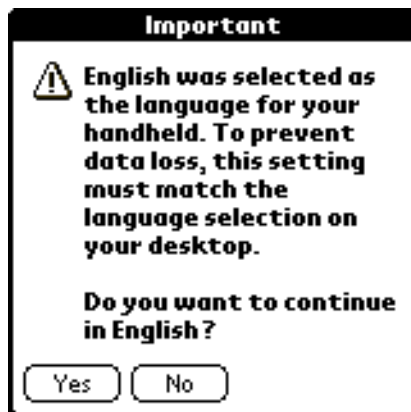 Important
English was selected as
the language for your
handheld. To prevent
data loss, this setting
must match the
language selection on
your desktop.
Do you want to continue
in English?
Yes No